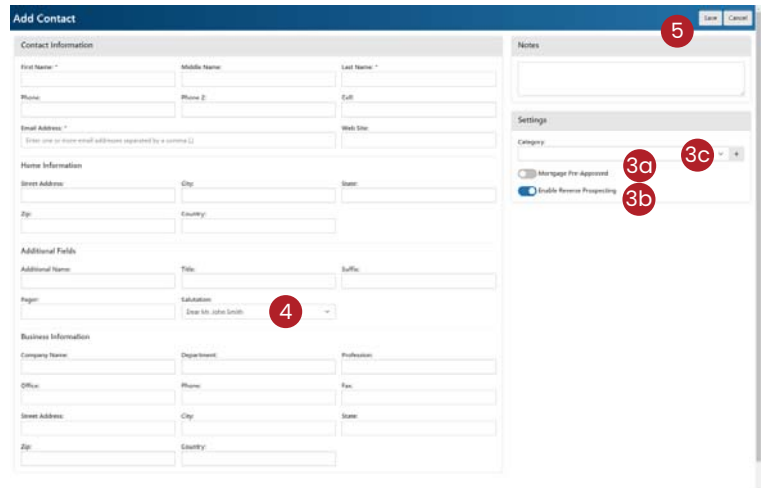 Add Contact
Save Cancel
5
Contact Information
First Name: * Middle Name: Last Name: *
Phone: Phone 2: Cell:
Email Address: * Web Site:
Enter one or more email addresses separated by a comma (,)
Home Information
Street Address: City: State:
Zip: Country:
Additional Fields
Additional Name: Title: Suffix:
Pager: Salutation:
Dear Mr. John Smith
4
Business Information
Company Name: Department: Profession:
Office: Phone: Fax:
Street Address: City: State:
Zip: Country:
Notes
Settings
Category:
3c
+
Mortgage Pre-Approved
3a
Enable Reverse Prospecting
3b